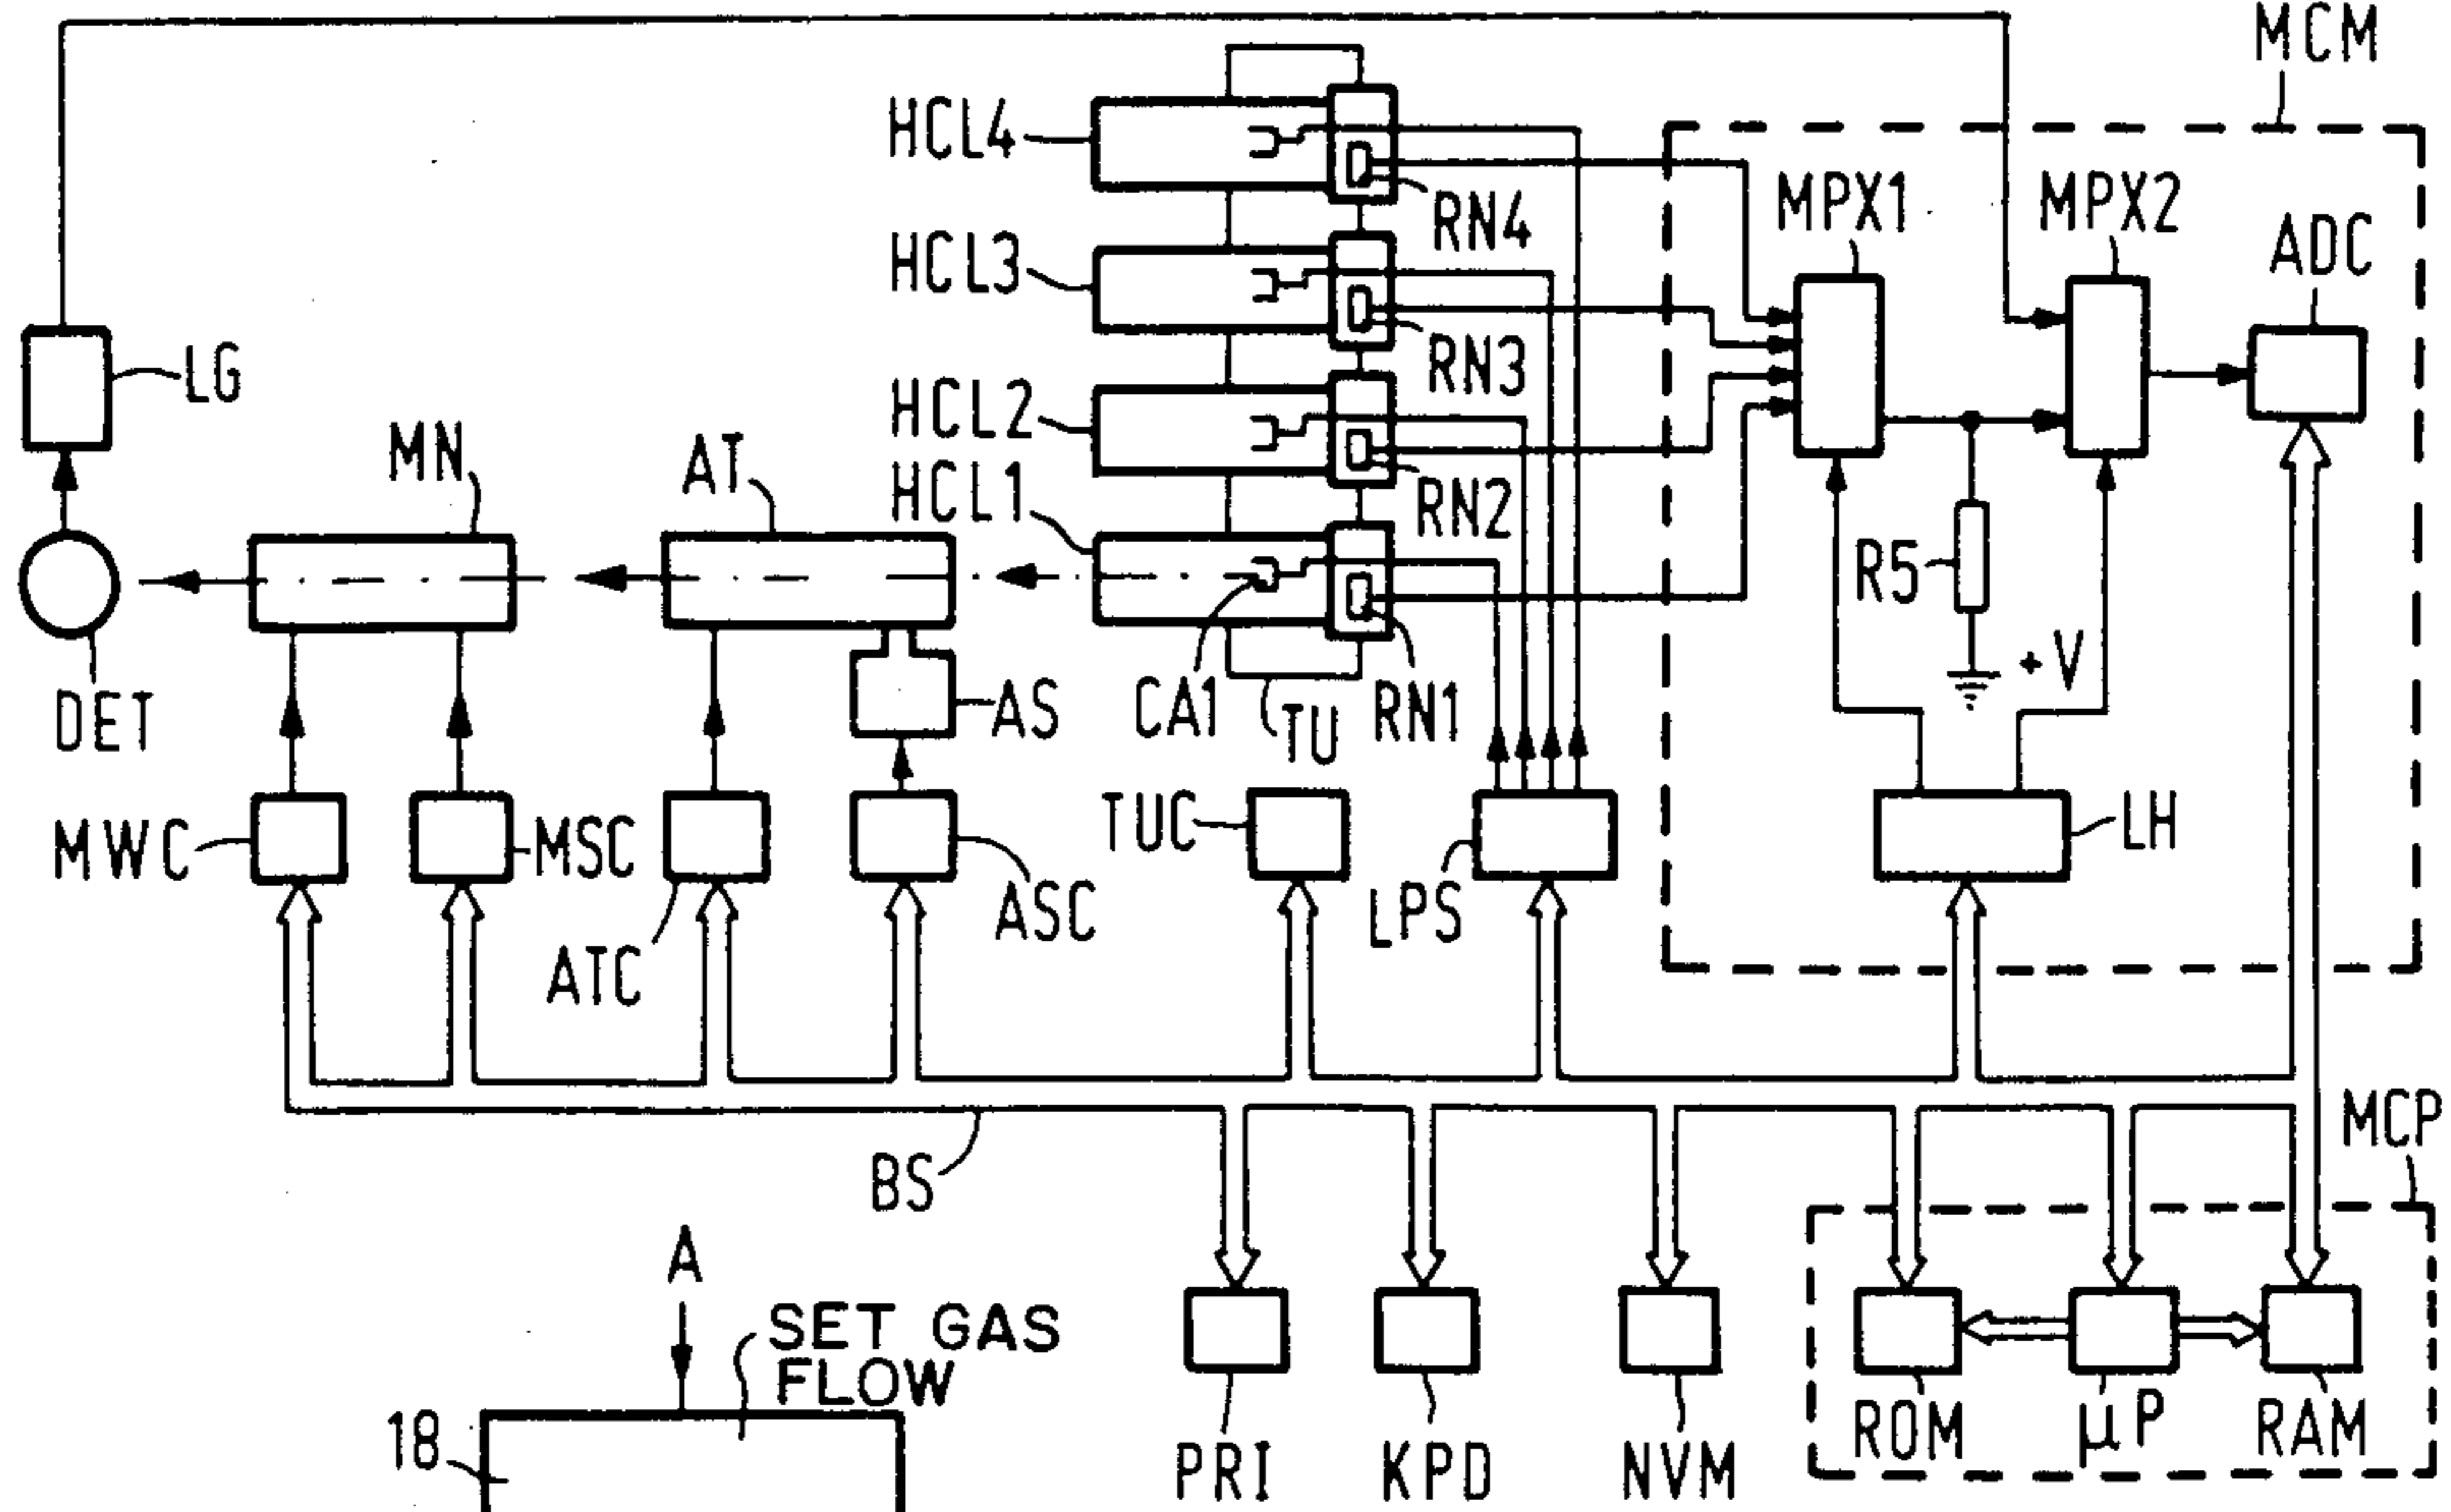 MCM
HCL4
RN4
MPX1
MPX2
ADC
HCL3
RN3
LG
HCL2
MN
AT
HCL1
RN2
R5
+V
DET
AS
CA1
TU
RN1
MWC
MSC
ATC
ASC
TUC
LPS
LH
BS
MCP
A
SET GAS
FLOW
18
PRI
KPD
NVM
ROM
μP
RAM